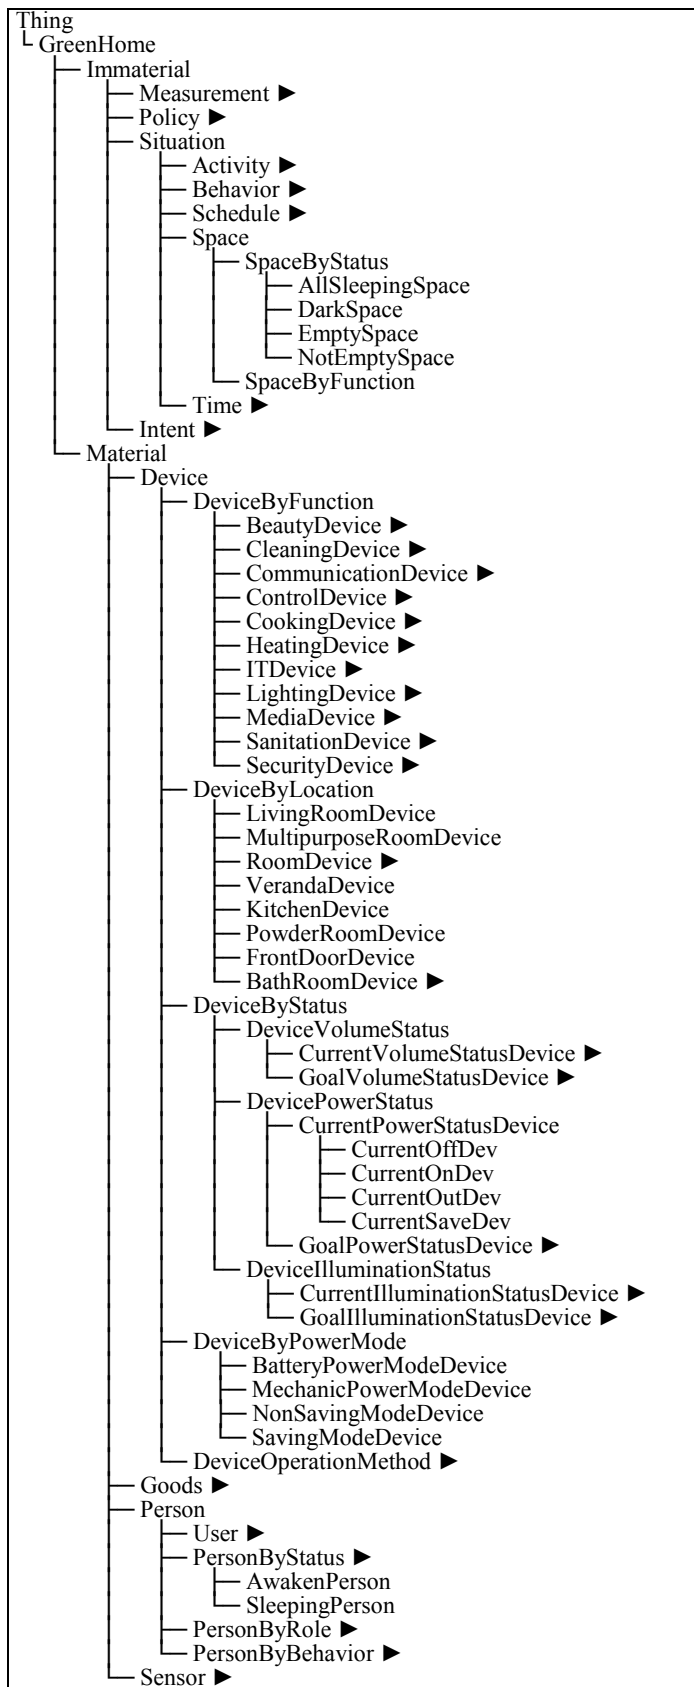 Thing
GreenHome
Immaterial
Measurement ►
Policy ►
Situation
Activity ►
Behavior ►
Schedule ►
Space
SpaceByStatus
AllSleepingSpace
DarkSpace
EmptySpace
NotEmptySpace
SpaceByFunction
Time ►
Intent ►
Material
Device
DeviceByFunction
BeautyDevice ►
CleaningDevice ►
CommunicationDevice ►
ControlDevice ►
CookingDevice ►
HeatingDevice ►
ITDevice ►
LightingDevice ►
MediaDevice ►
SanitationDevice ►
SecurityDevice ►
DeviceByLocation
LivingRoomDevice
MultipurposeRoomDevice
RoomDevice ►
VerandaDevice
KitchenDevice
PowderRoomDevice
FrontDoorDevice
BathRoomDevice ►
DeviceByStatus
DeviceVolumeStatus
CurrentVolumeStatusDevice ►
GoalVolumeStatusDevice ►
DevicePowerStatus
CurrentPowerStatusDevice
CurrentOffDev
CurrentOnDev
CurrentOutDev
CurrentSaveDev
GoalPowerStatusDevice ►
DeviceIlluminationStatus
CurrentIlluminationStatusDevice ►
GoalIlluminationStatusDevice ►
DeviceByPowerMode
BatteryPowerModeDevice
MechanicPowerModeDevice
NonSavingModeDevice
SavingModeDevice
DeviceOperationMethod ►
Goods ►
Person
User ►
PersonByStatus ►
AwakenPerson
SleepingPerson
PersonByRole ►
PersonByBehavior ►
Sensor ►